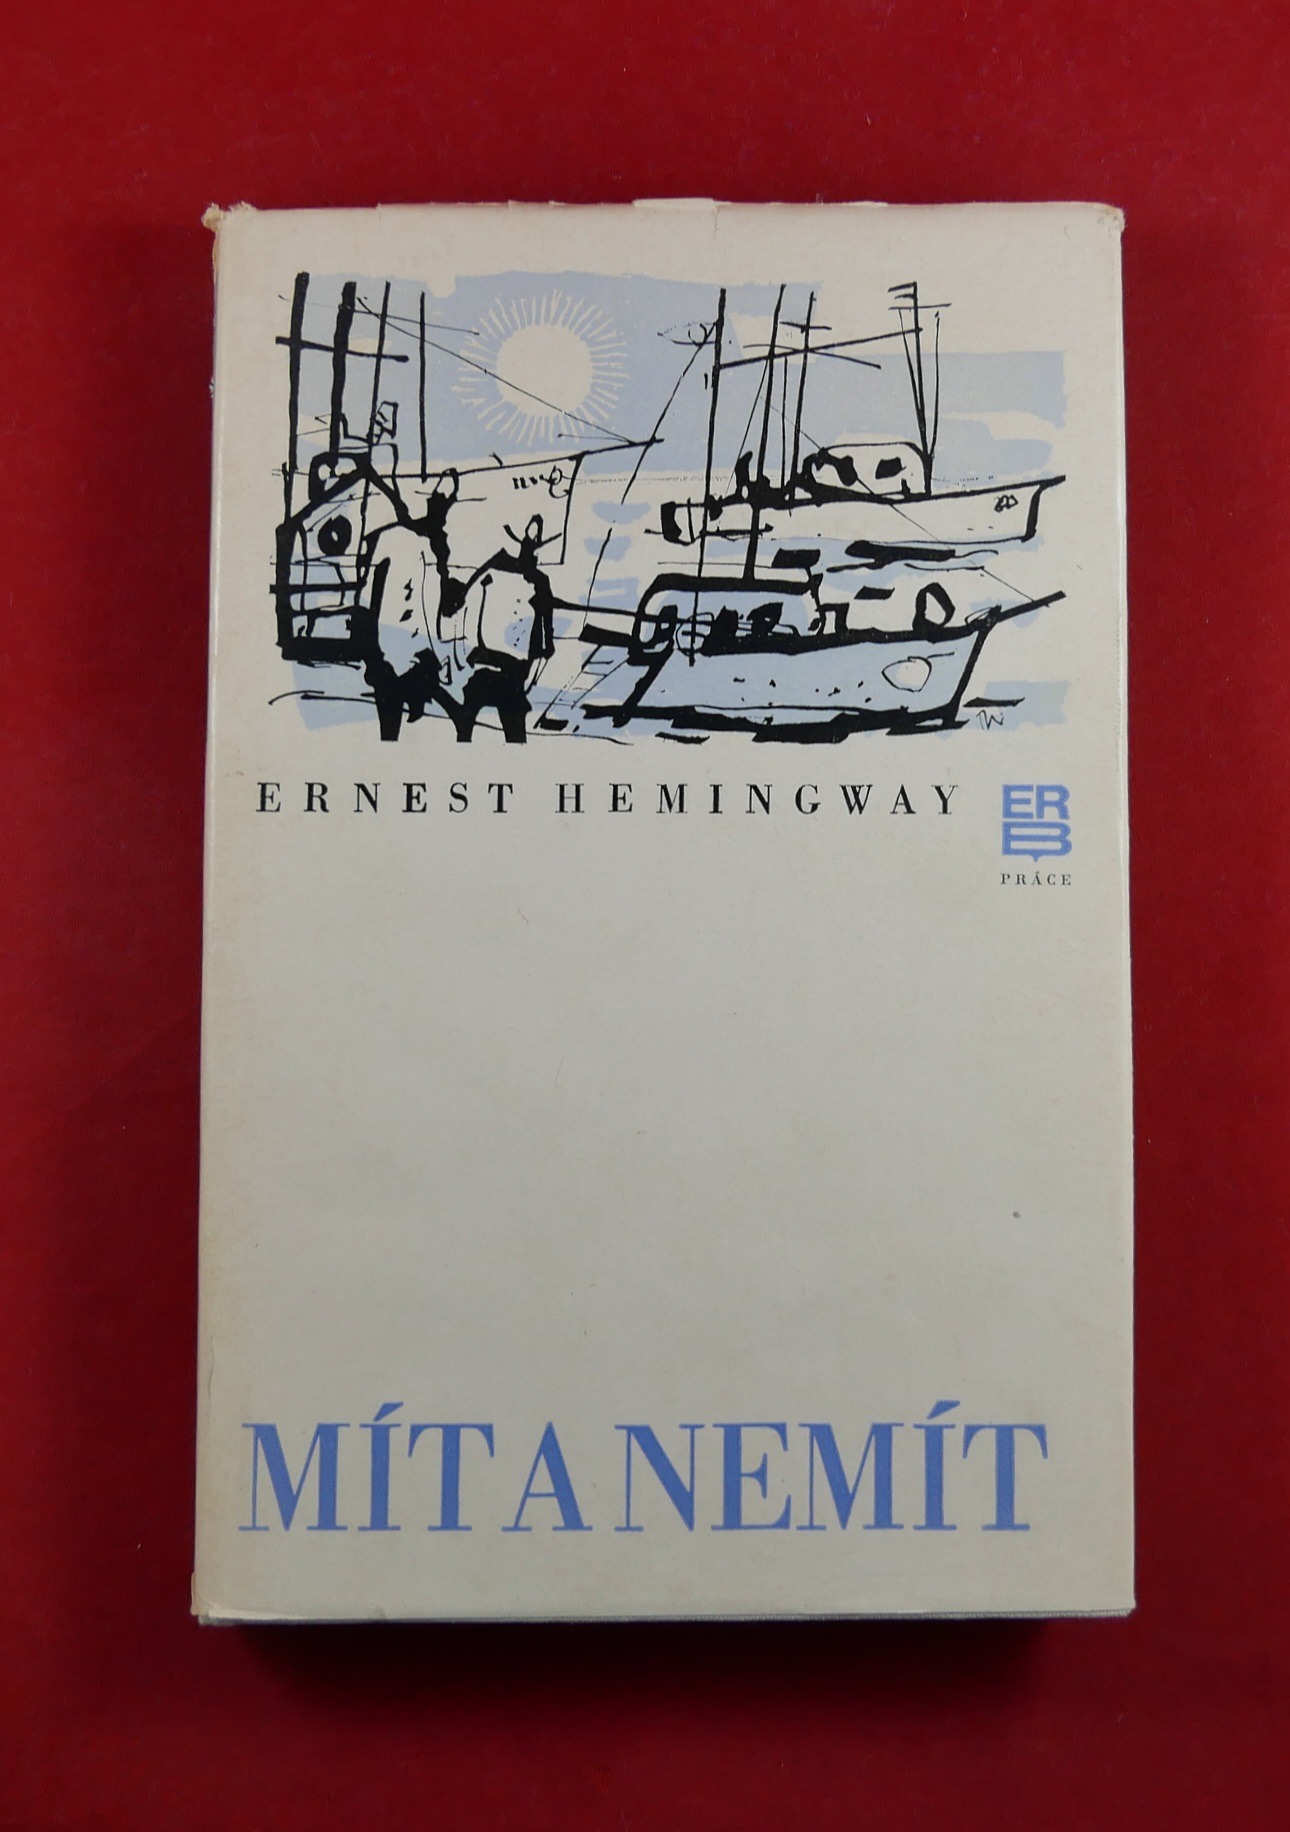 ERNEST HEMINGWAY
ER
B
PRÁCE
MÍT A NEMÍT